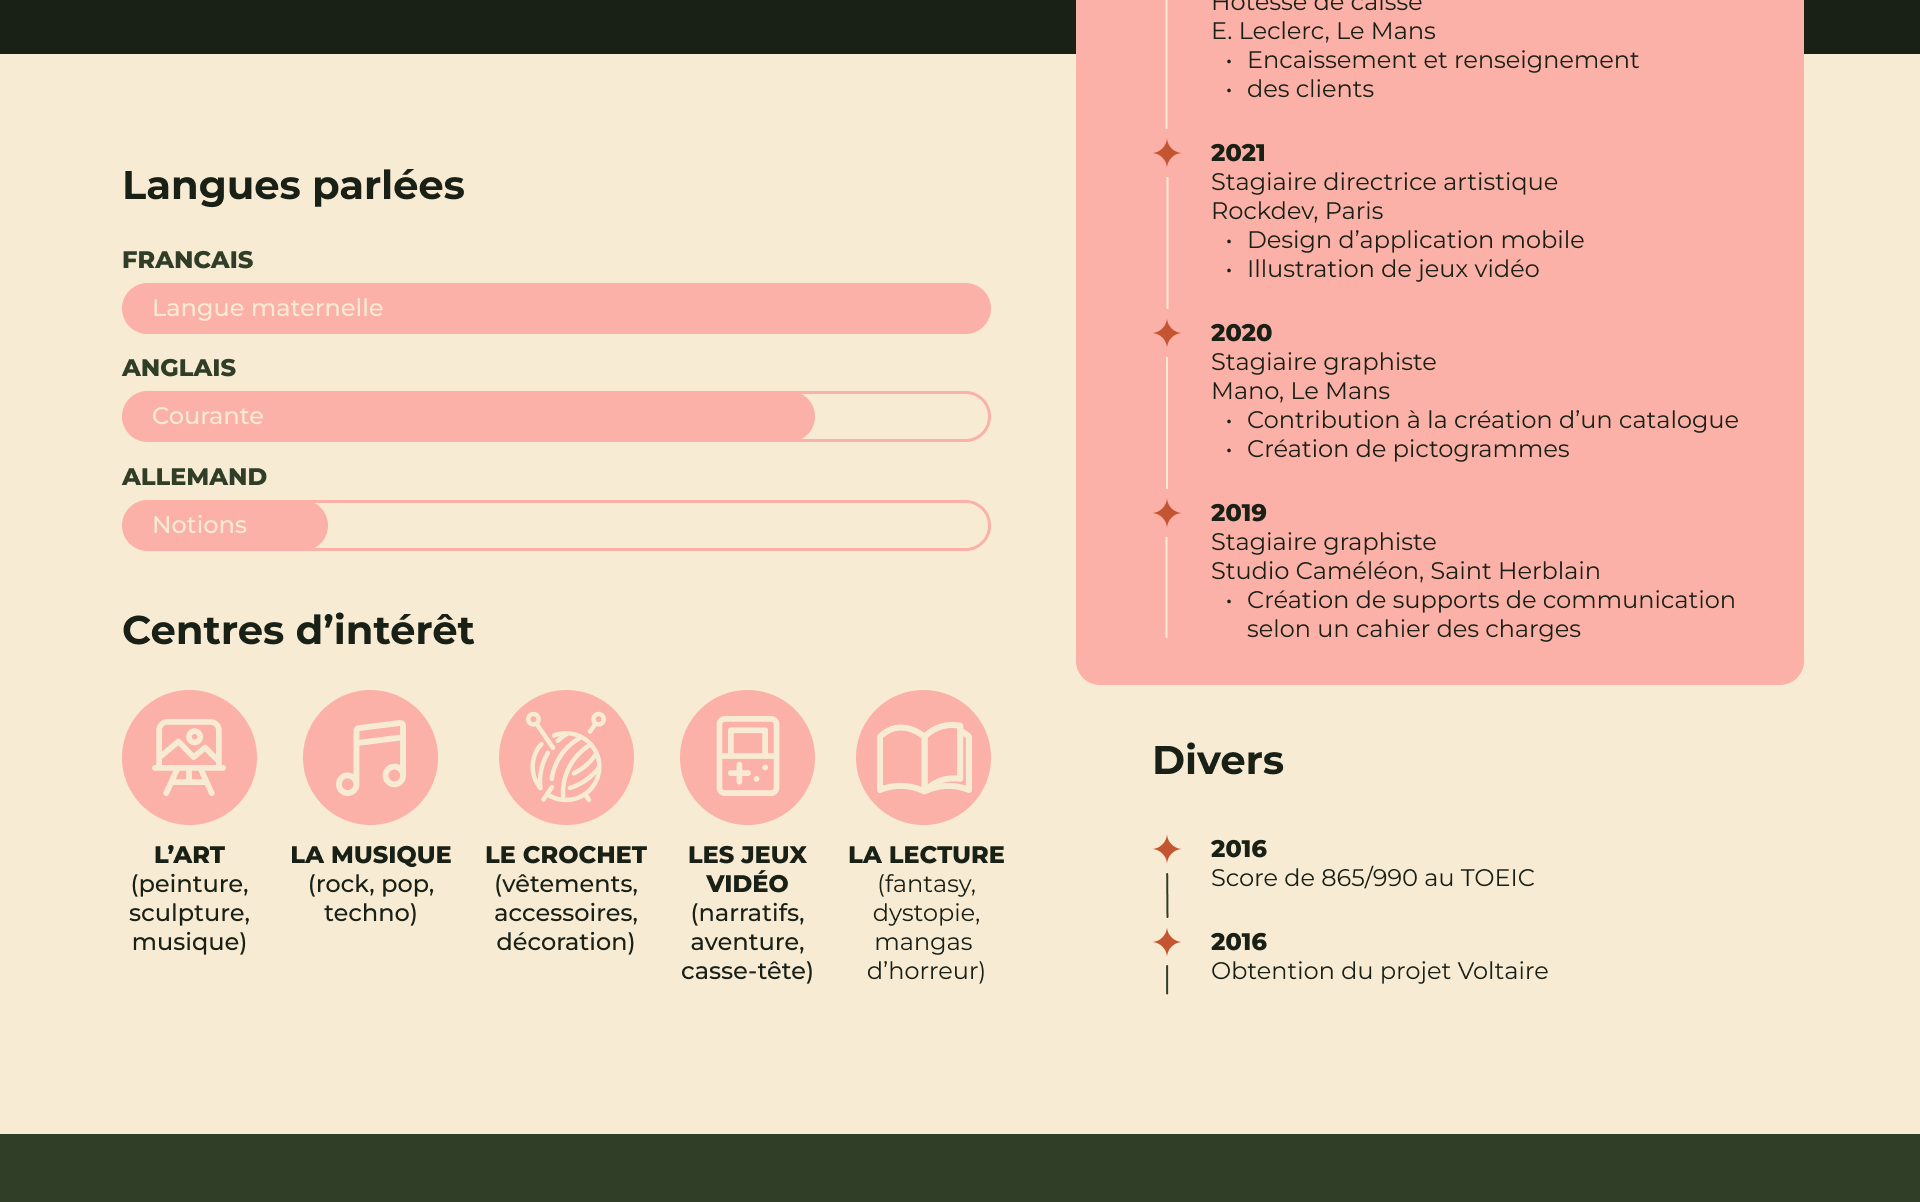 Langues parlées
FRANCAIS
Langue maternelle
ANGLAIS
Courante
ALLEMAND
Notions
Centres d’intérêt
L’ART
(peinture,
sculpture,
musique)
LA MUSIQUE
(rock, pop,
techno)
LE CROCHET
(vêtements,
accessoires,
décoration)
LES JEUX
VIDÉO
(narratifs,
aventure,
casse-tête)
LA LECTURE
(fantasy,
dystopie,
mangas
d’horreur)
Hôtesse de caisse
E. Leclerc, Le Mans
• Encaissement et renseignement
• des clients
2021
Stagiaire directrice artistique
Rockdev, Paris
• Design d’application mobile
• Illustration de jeux vidéo
2020
Stagiaire graphiste
Mano, Le Mans
• Contribution à la création d’un catalogue
• Création de pictogrammes
2019
Stagiaire graphiste
Studio Caméléon, Saint Herblain
• Création de supports de communication
selon un cahier des charges
Divers
2016
Score de 865/990 au TOEIC
2016
Obtention du projet Voltaire